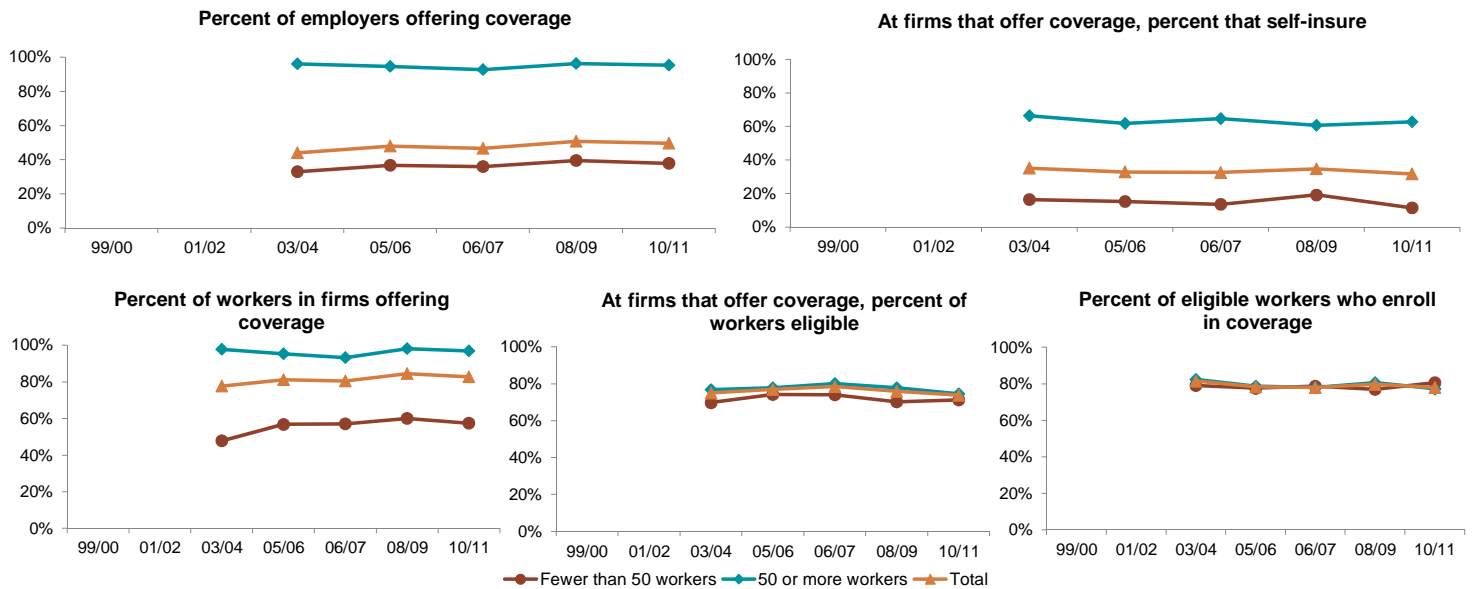 Percent of employers offering coverage
100%
80%
60%
40%
20%
0%
99/00 01/02 03/04 05/06 06/07 08/09 10/11
At firms that offer coverage, percent that self-insure
100%
80%
60%
40%
20%
0%
99/00 01/02 03/04 05/06 06/07 08/09 10/11
Percent of workers in firms offering
coverage
100%
80%
60%
40%
20%
0%
99/00 01/02 03/04 05/06 06/07 08/09 10/11
At firms that offer coverage, percent of
workers eligible
100%
80%
60%
40%
20%
0%
99/00 01/02 03/04 05/06 06/07 08/09 10/11
Percent of eligible workers who enroll
in coverage
100%
80%
60%
40%
20%
0%
99/00 01/02 03/04 05/06 06/07 08/09 10/11
Fewer than 50 workers 50 or more workers Total